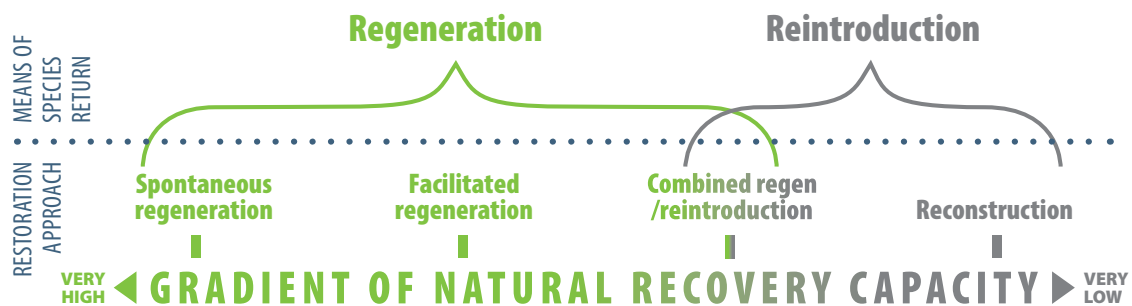 MEANS OF
SPECIES
RETURN
Regeneration
Reintroduction
RESTORATION
APPROACH
Spontaneous
regeneration
Facilitated
regeneration
Combined regen
/reintroduction
Reconstruction
VERY
HIGH
GRADIENT OF NATURAL RECOVERY CAPACITY
VERY
LOW